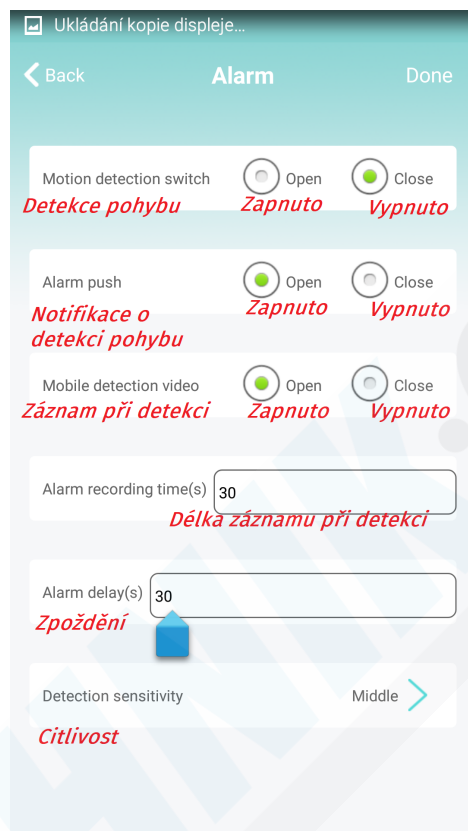 Ukládání kopie displeje...
Back Alarm Done
Motion detection switch Open Close
Detekce pohybu Zapnuto Vypnuto
Alarm push Open Close
Notifikace o Zapnuto Vypnuto
detekci pohybu
Mobile detection video Open Close
Záznam při detekci Zapnuto Vypnuto
Alarm recording time(s) 30
Délka záznamu při detekci
Alarm delay(s) 30
Zpoždění
Detection sensitivity Middle
Citlivost